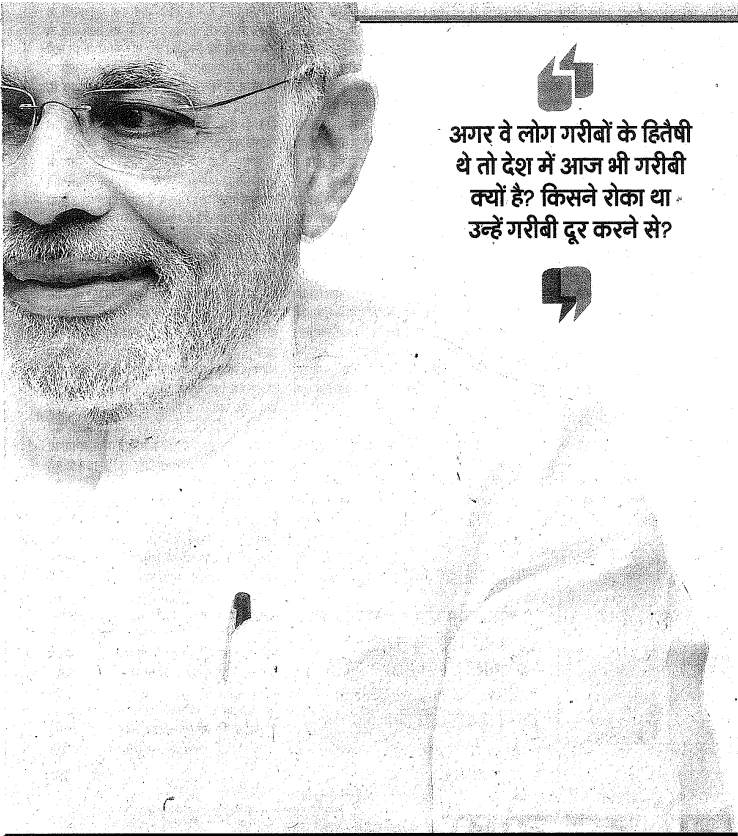 अगर वे लोग गरीबों के हितैषी
थे तो देश में आज भी गरीबी
क्यों है? किसने रोका था
उन्हें गरीबी दूर करने से?